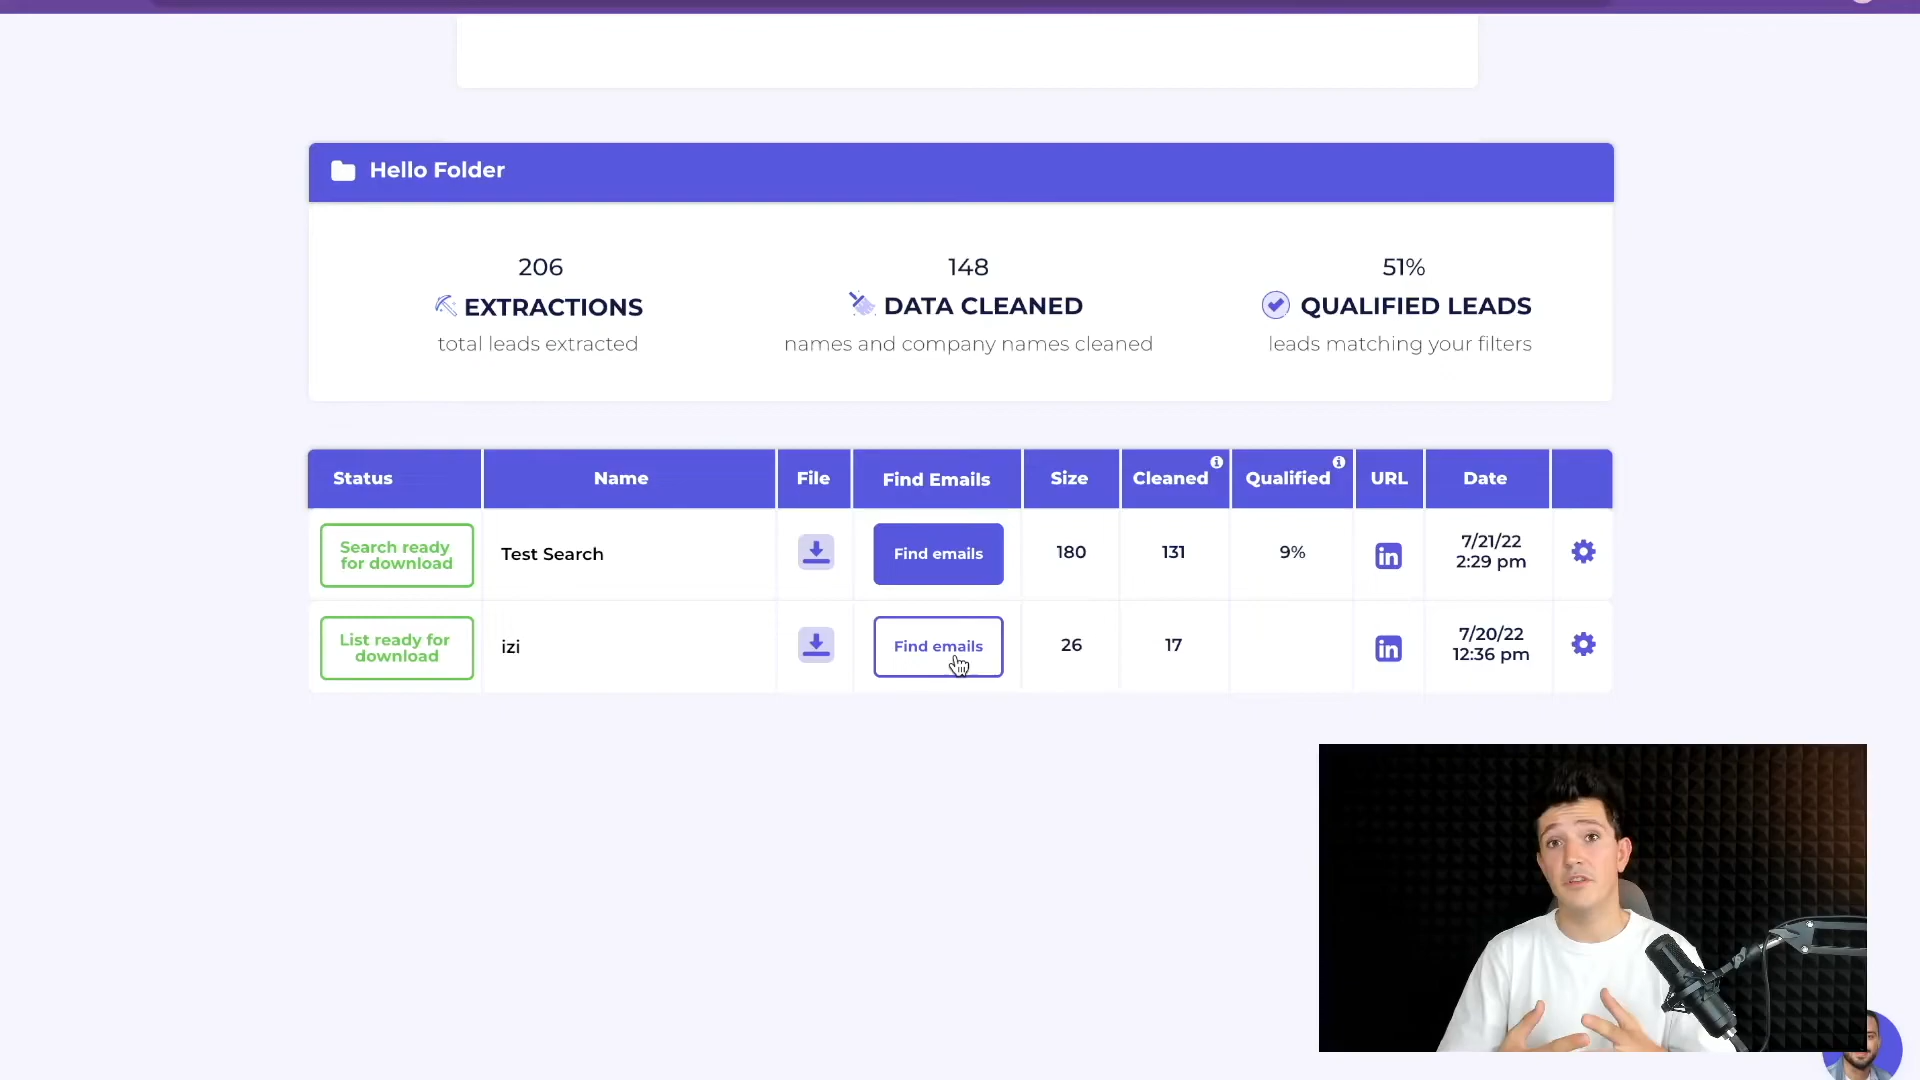 Hello Folder
206
148
51%
EXTRACTIONS
DATA CLEANED
QUALIFIED LEADS
total leads extracted
names and company names cleaned
leads matching your filters
Status
Name
File
Find Emails
Size
Cleaned
Qualified
URL
Date
Search ready
for download
Test Search
Find emails
180
131
9%
in
7/21/22
2:29 pm
List ready for
download
izi
Find emails
26
17
in
7/20/22
12:36 pm